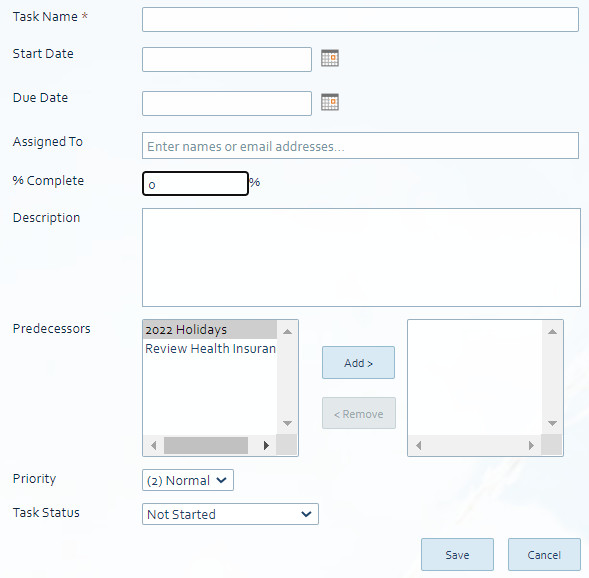 Task Name *
Start Date
Due Date
Assigned To
Enter names or email addresses...
% Complete
0
%
Description
Predecessors
2022 Holidays
Review Health Insuran
Add >
< Remove
Priority
(2) Normal
Task Status
Not Started
Save
Cancel